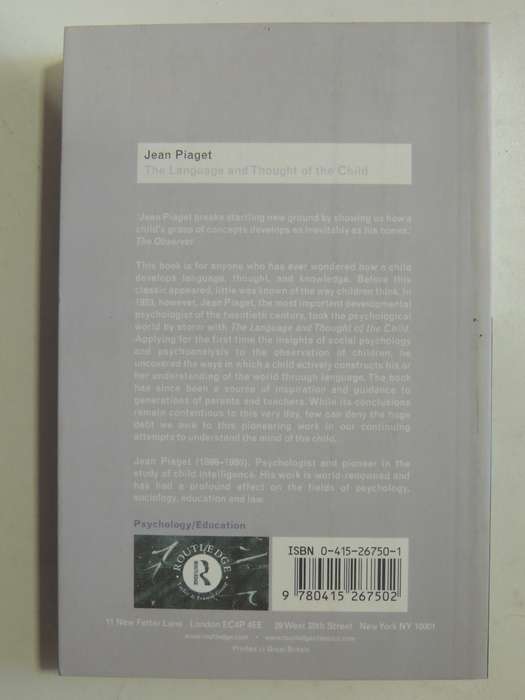 Jean Piaget
The Language and Thought of the Child
'Jean Piaget breaks startling new ground by showing us how a
child's grasp of concepts develops as inevitably as his bones.'
The Observer
This book is for anyone who has ever wondered how a child
develops language, thought, and knowledge. Before this
classic appeared, little was known of the way children think. In
1923, however, Jean Piaget, the most important developmental
psychologist of the twentieth century, took the psychological
world by storm with The Language and Thought of the Child.
Applying for the first time the insights of social psychology
and psychoanalysis to the observation of children, he
uncovered the ways in which a child actively constructs his or
her understanding of the world through language. The book
has since been a source of inspiration and guidance to
generations of parents and teachers. While its conclusions
remain contentious to this very day, few can deny the huge
debt we owe to this pioneering work in our continuing
attempts to understand the mind of the child.
Jean Piaget (1896–1980). Psychologist and pioneer in the
study of child intelligence. His work is world-renowned and
has had a profound effect on the fields of psychology,
sociology, education and law.
Psychology/Education
ROUTLEDGE
R
Taylor & Francis Group
ISBN 0-415-26750-1
9 780415 267502
11 New Fetter Lane London EC4P 4EE 29 West 35th Street New York NY 10001
www.routledge.com • www.routledgeclassics.com
Printed in Great Britain